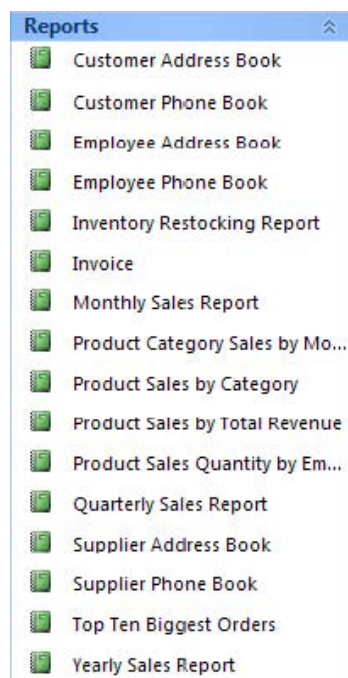 Reports
Customer Address Book
Customer Phone Book
Employee Address Book
Employee Phone Book
Inventory Restocking Report
Invoice
Monthly Sales Report
Product Category Sales by Mo...
Product Sales by Category
Product Sales by Total Revenue
Product Sales Quantity by Em...
Quarterly Sales Report
Supplier Address Book
Supplier Phone Book
Top Ten Biggest Orders
Yearly Sales Report